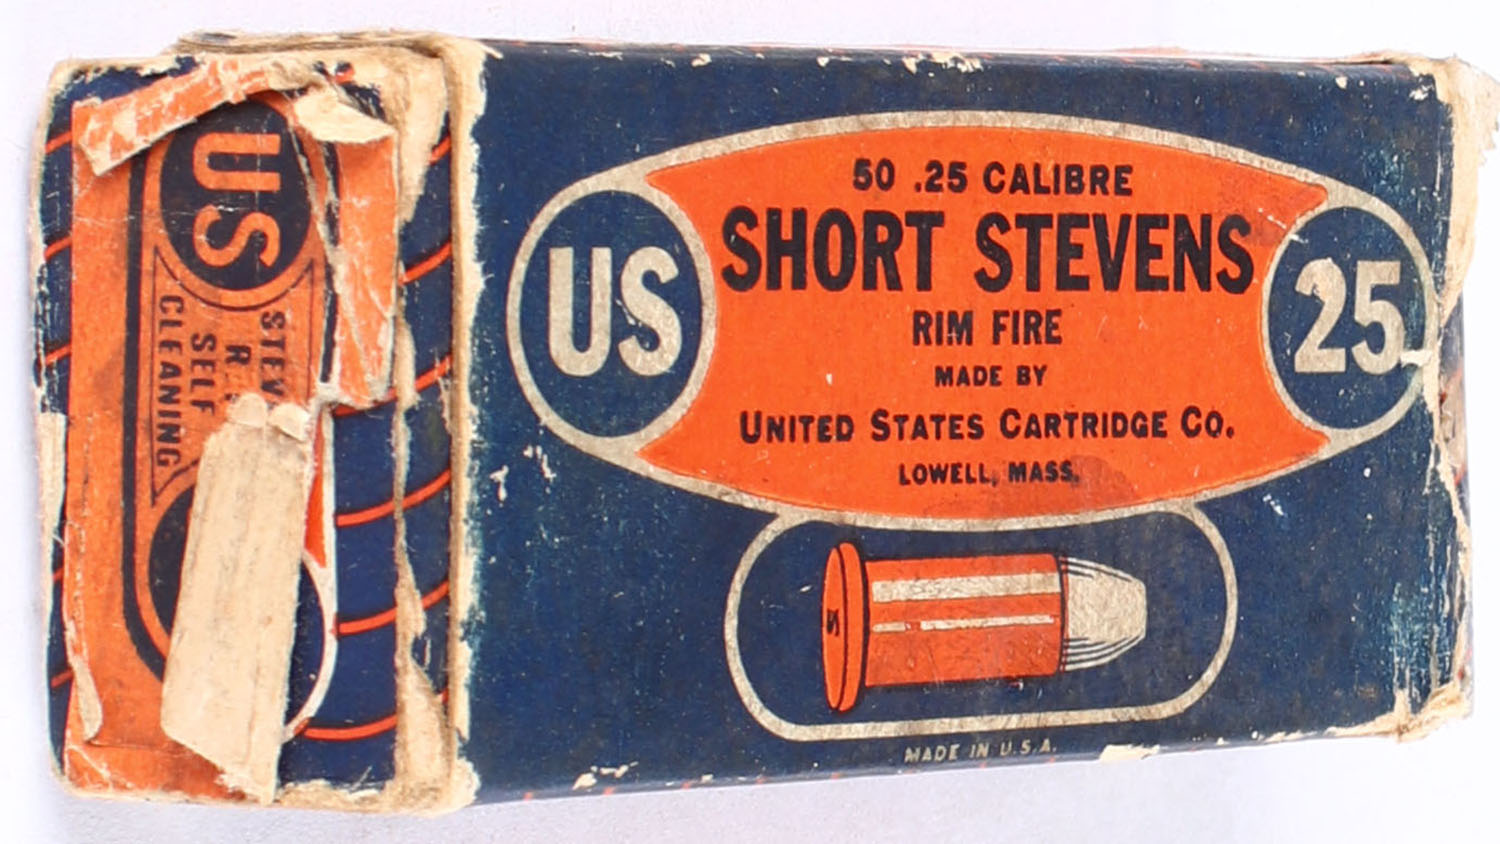 50 .25 CALIBRE
SHORT STEVENS
RIM FIRE
MADE BY
UNITED STATES CARTRIDGE CO.
LOWELL, MASS.
US
25
MADE IN U.S.A.
US
R.
SELF
CLEANING